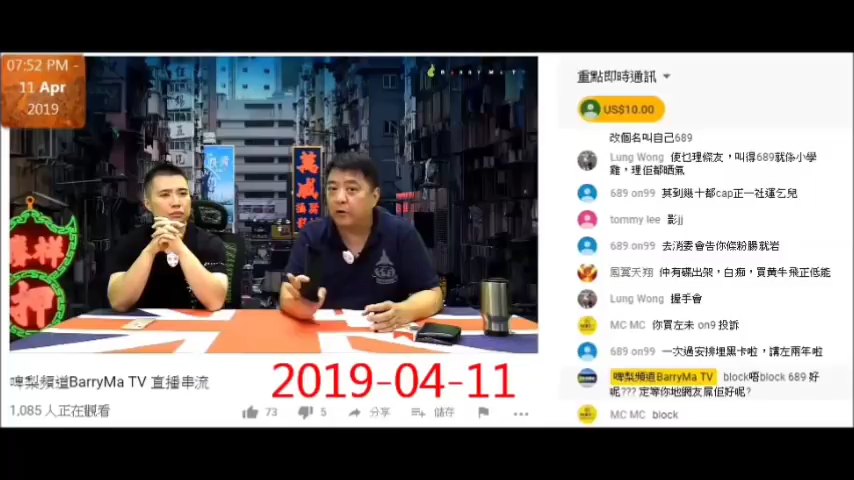 07:52 PM -
11 Apr
2019
BARRYMATV
萬
威
押
啤梨頻道BarryMa TV 直播串流
2019-04-11
1,085 人正在觀看
73
5
分享
儲存
重點即時通訊
US$10.00
改個名叫自己689
Lung Wong 使乜理條友，叫得689就係小學
雞，理佢都晒氣
689 on99 莫到幾十都cap正一社運乞兒
tommy lee 影jj
689 on99 去消委會告你條粉腸就岩
風翼天翔 仲有碟出架，白痴，買黃牛飛正低能
Lung Wong 握手會
MC MC 你買左未 on9 投訴
689 on99 一次過安排埋黑卡啦，講左兩年啦
啤梨頻道BarryMa TV block唔block 689 好
呢??? 定等你地網友屌佢好呢?
MC MC block